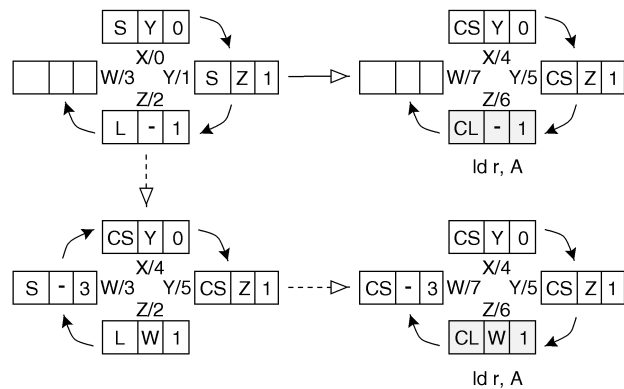 S Y 0
CS Y 0
X/0
X/4
W/3 Y/1 S Z 1
W/7 Y/5 CS Z 1
Z/2
Z/6
L - 1
CL - 1
ld r, A
CS Y 0
CS Y 0
X/4
X/4
S - 3 W/3 Y/5 CS Z 1
CS - 3 W/7 Y/5 CS Z 1
Z/2
Z/6
L W 1
CL W 1
ld r, A